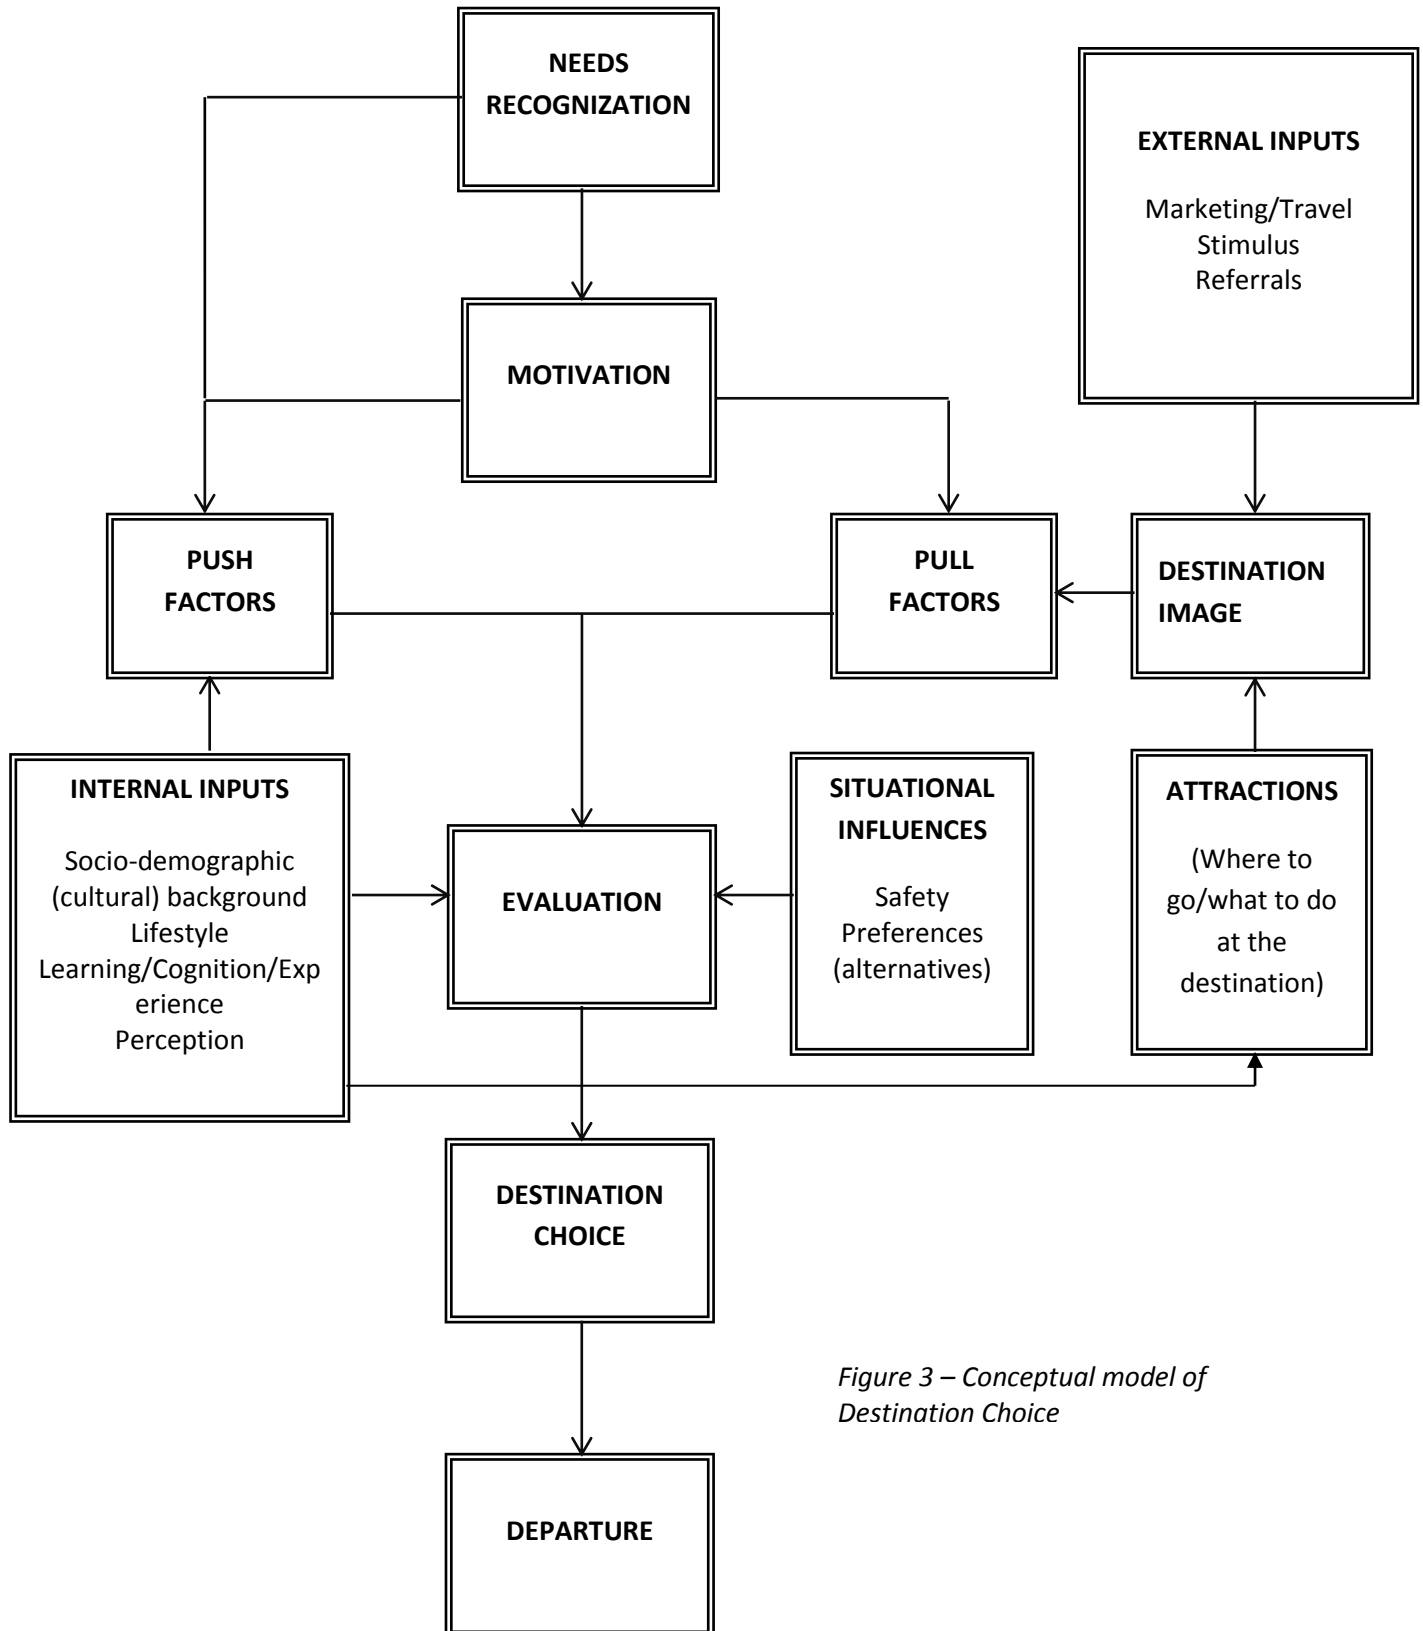 NEEDS
RECOGNIZATION
EXTERNAL INPUTS
Marketing/Travel
Stimulus
Referrals
MOTIVATION
PUSH
FACTORS
PULL
FACTORS
DESTINATION
IMAGE
INTERNAL INPUTS
Socio-demographic
(cultural) background
Lifestyle
Learning/Cognition/Exp
erience
Perception
EVALUATION
SITUATIONAL
INFLUENCES
Safety
Preferences
(alternatives)
ATTRACTIONS
(Where to
go/what to do
at the
destination)
DESTINATION
CHOICE
Figure 3 – Conceptual model of
Destination Choice
DEPARTURE